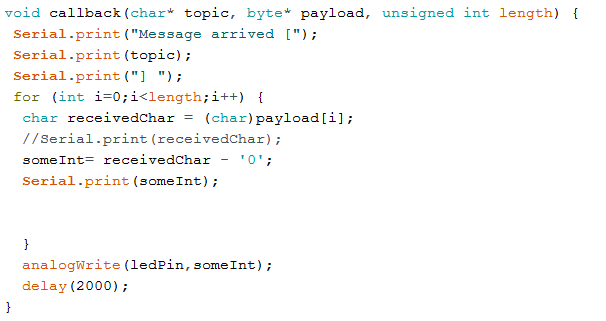 void callback(char* topic, byte* payload, unsigned int length) {
 Serial.print("Message arrived [");
 Serial.print(topic);
 Serial.print("] ");
 for (int i=0;i<length;i++) {
  char receivedChar = (char)payload[i];
  //Serial.print(receivedChar);
  someInt= receivedChar - '0';
  Serial.print(someInt);
  }
  analogWrite(ledPin,someInt);
  delay(2000);
}